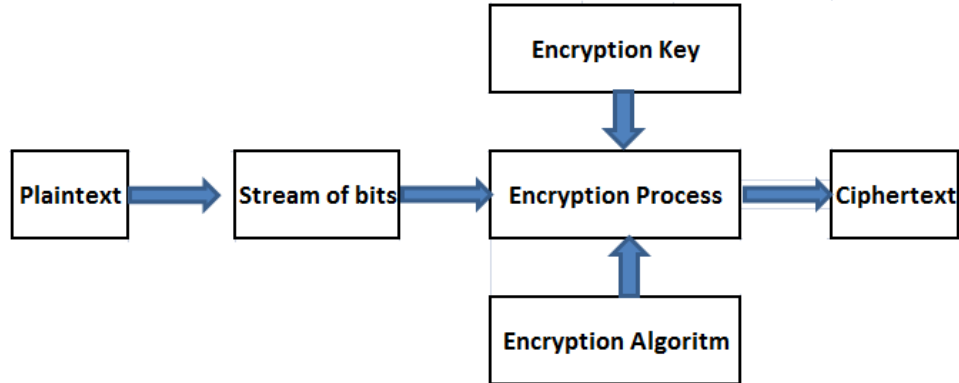 Encryption Key
Plaintext
Stream of bits
Encryption Process
Ciphertext
Encryption Algoritm